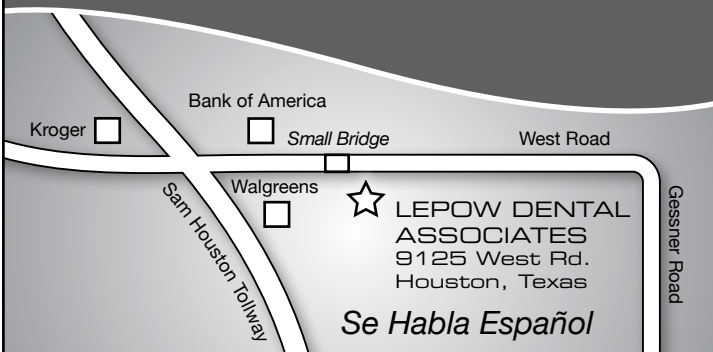 Bank of America
Kroger
Small Bridge
West Road
Walgreens
Sam Houston Tollway
Gessner Road
LEPOW DENTAL
ASSOCIATES
9125 West Rd.
Houston, Texas
Se Habla Español